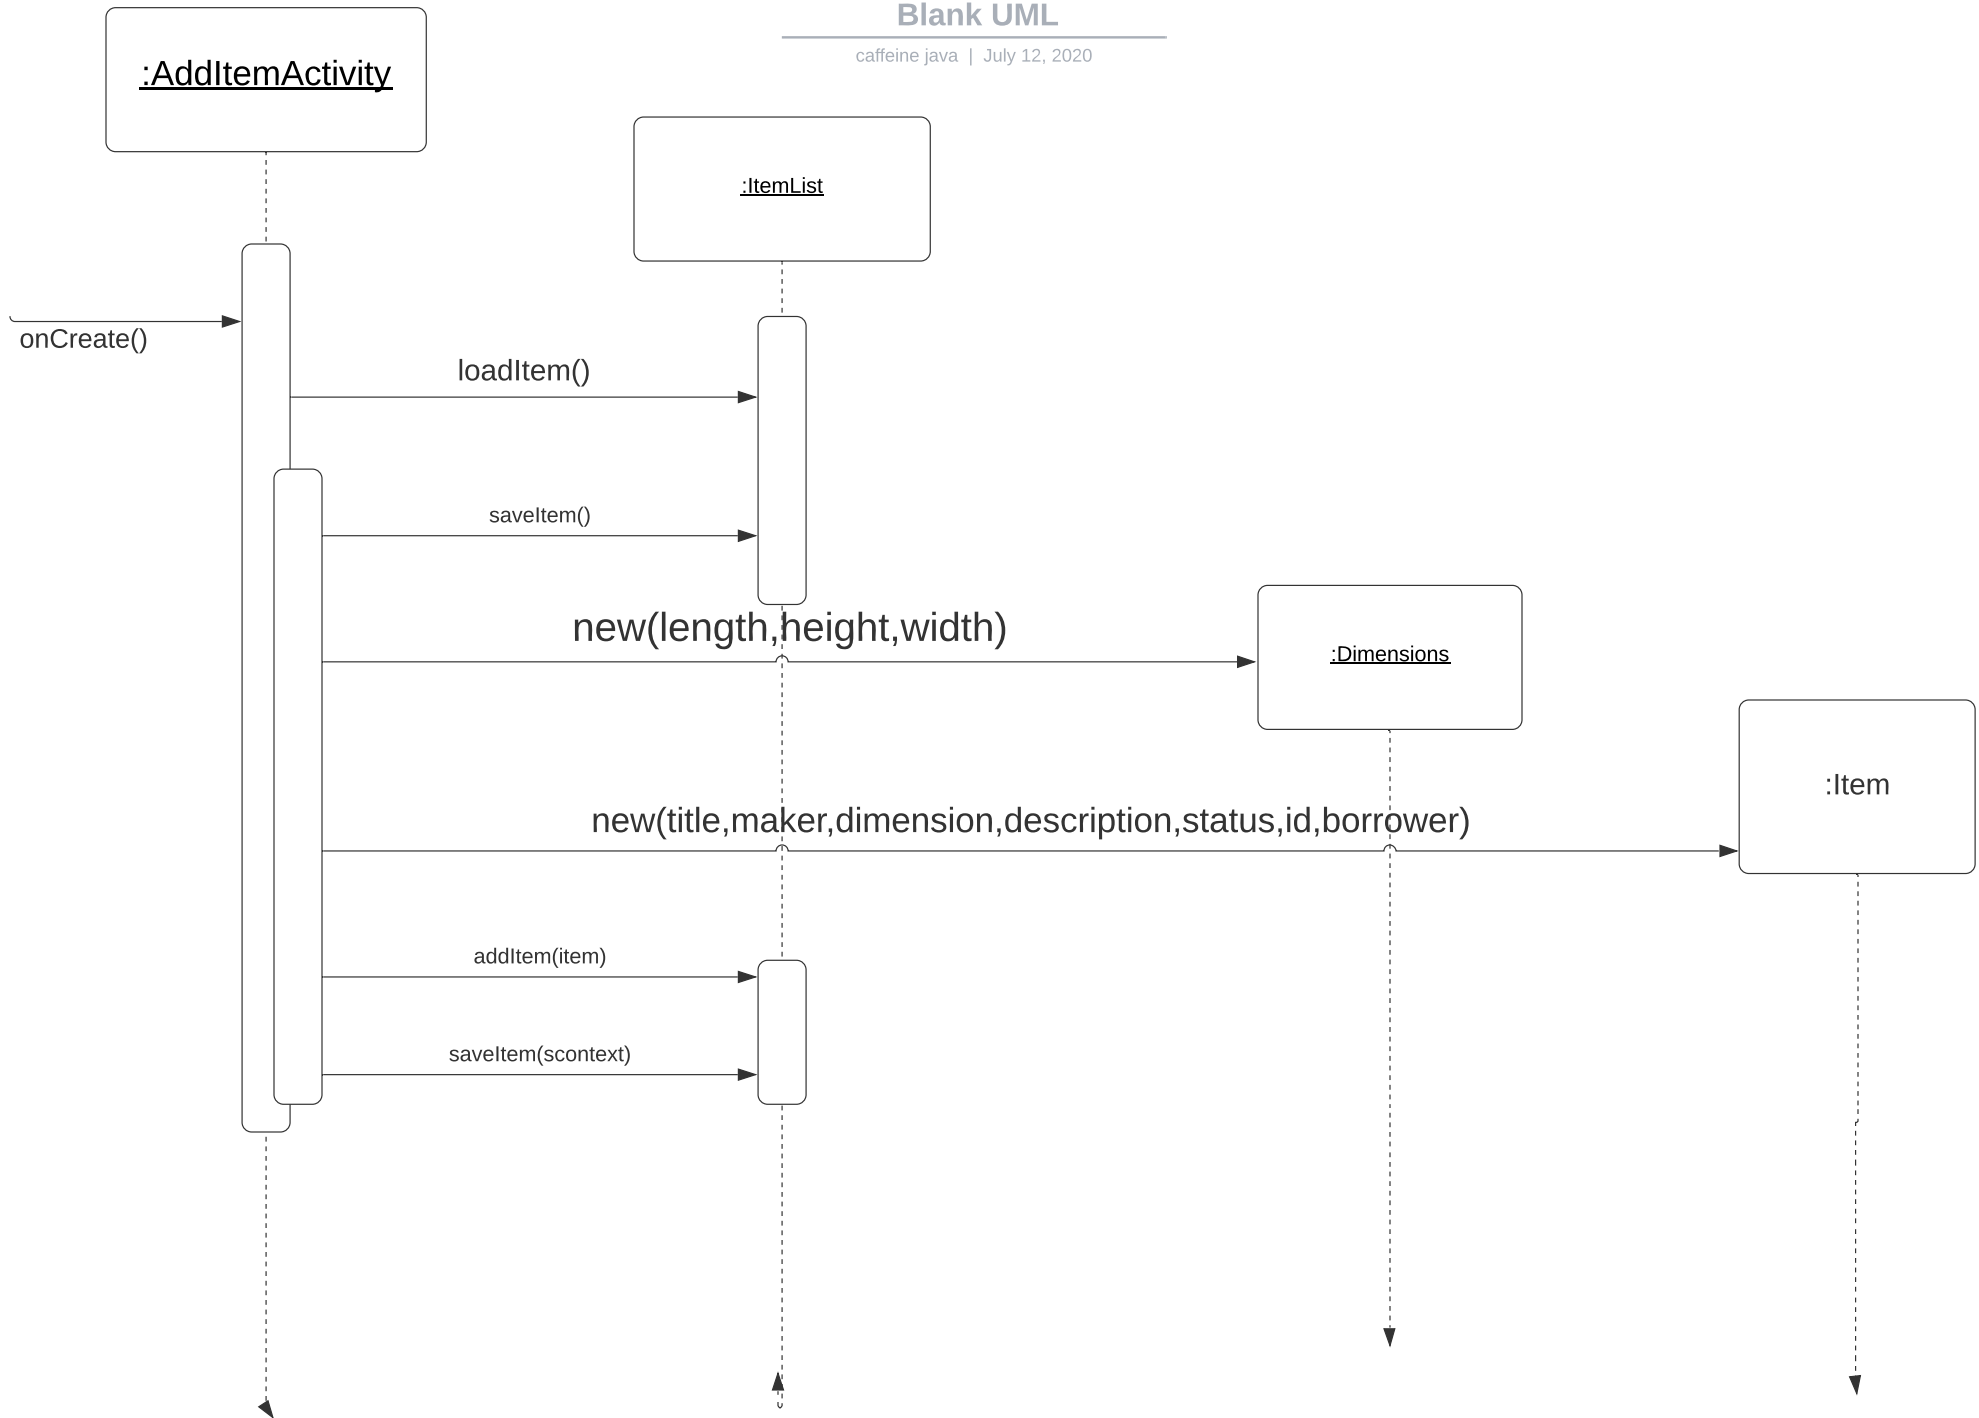 Blank UML
caffeine java | July 12, 2020
:AddItemActivity
:ItemList
onCreate()
loadItem()
saveItem()
new(length,height,width)
:Dimensions
:Item
new(title,maker,dimension,description,status,id,borrower)
addItem(item)
saveItem(scontext)